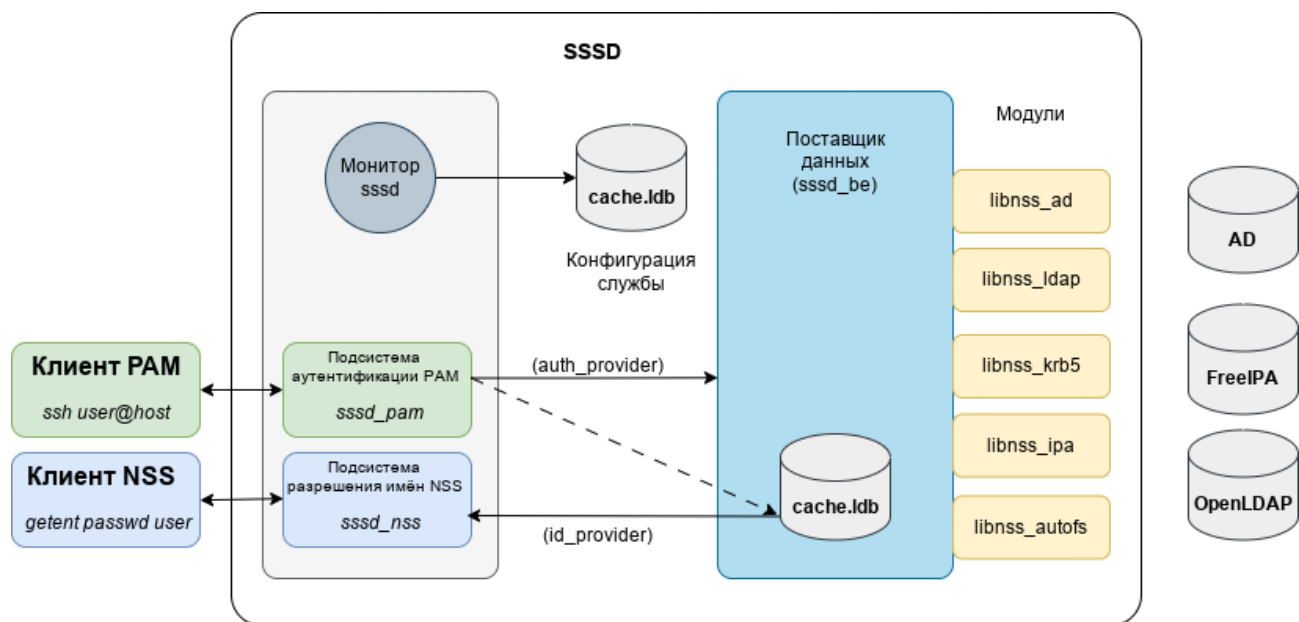 SSSD
Монитор
sssd
cache.ldb
Конфигурация
службы
Поставщик
данных
(sssd_be)
Модули
libnss_ad
libnss_ldap
libnss_krb5
libnss_ipa
libnss_autofs
AD
FreeIPA
OpenLDAP
Клиент PAM
ssh user@host
Подсистема
аутентификации PAM
sssd_pam
(auth_provider)
Клиент NSS
getent passwd user
Подсистема
разрешения имён NSS
sssd_nss
(id_provider)
cache.ldb